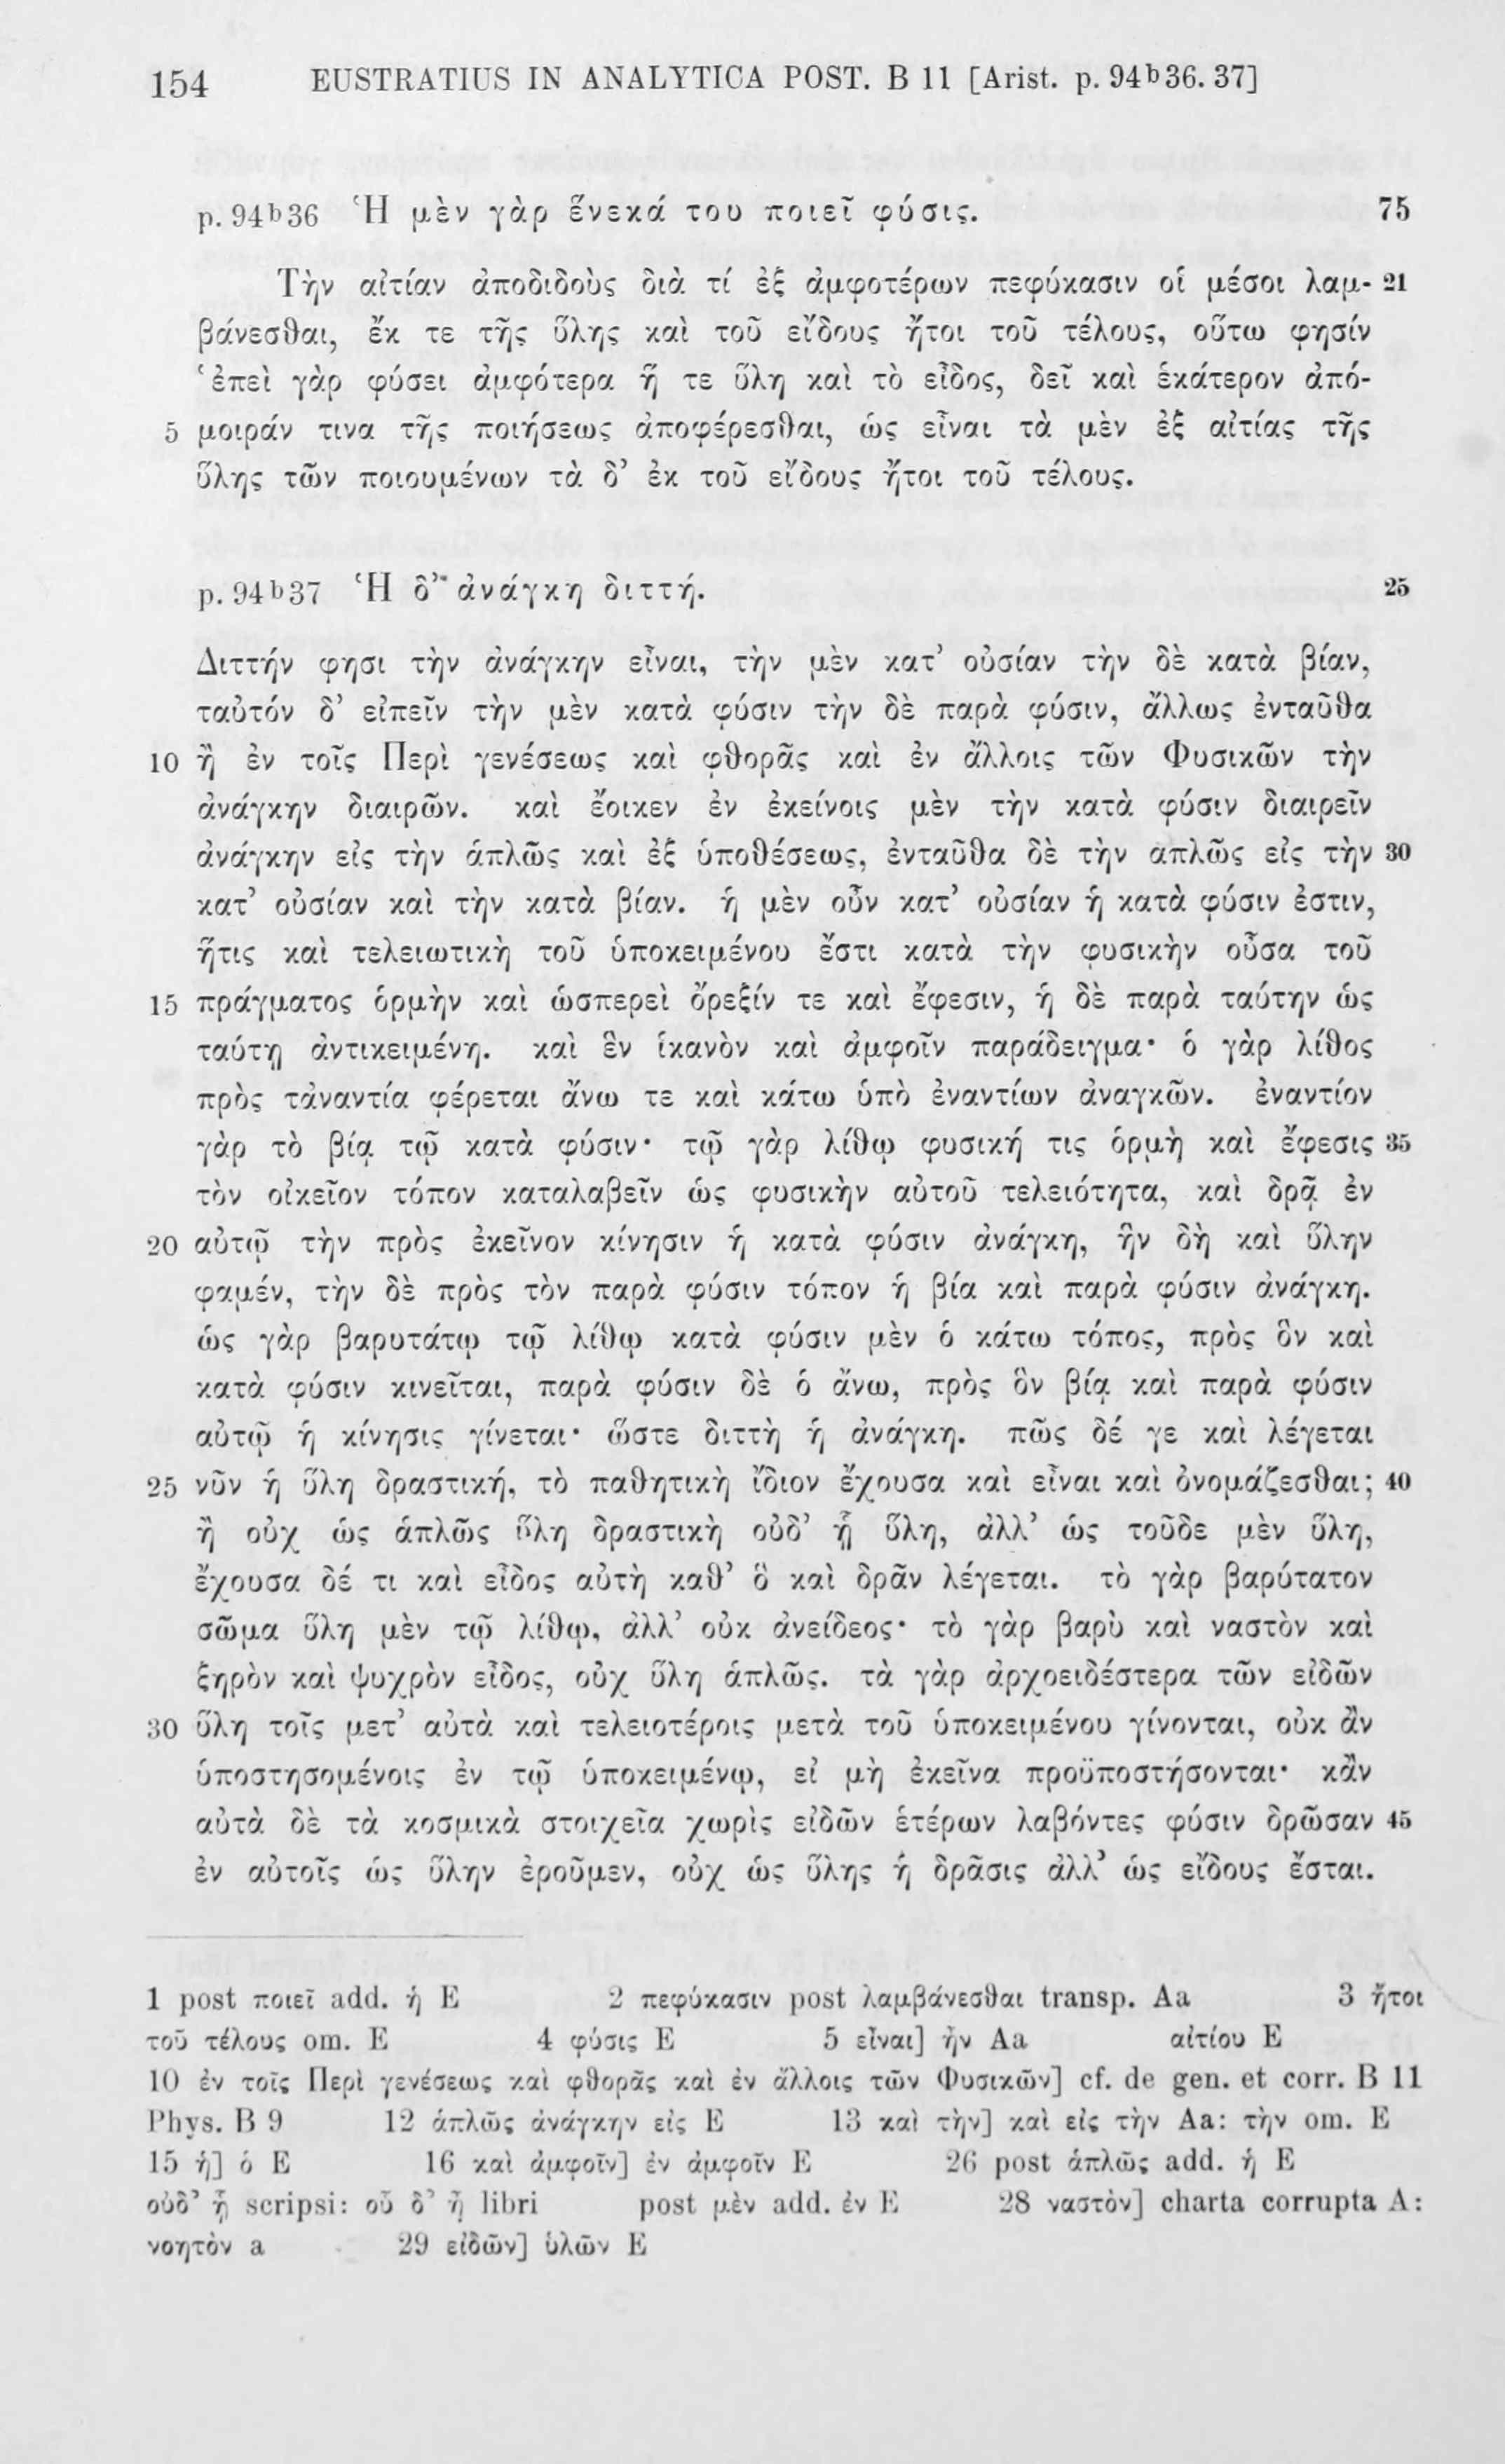 154 EUSTRATIUS IN ANALYTICA POST. B 11 [Arist. p. 94ᵇ36. 37]
p. 94ᵇ36 Ἡ μὲν γὰρ ἕνεκά του ποιεῖ φύσις. 75
Τὴν αἰτίαν ἀποδιδοὺς διὰ τί ἐξ ἀμφοτέρων πεφύκασιν οἱ μέσοι λαμ- 21
βάνεσθαι, ἔκ τε τῆς ὕλης καὶ τοῦ εἴδους ἤτοι τοῦ τέλους, οὕτω φησίν
‘ἐπεὶ γὰρ φύσει ἀμφότερα ἥ τε ὕλη καὶ τὸ εἶδος, δεῖ καὶ ἑκάτερον ἀπό-
5 μοιράν τινα τῆς ποιήσεως ἀποφέρεσθαι, ὡς εἶναι τὰ μὲν ἐξ αἰτίας τῆς
ὕλης τῶν ποιουμένων τὰ δ’ ἐκ τοῦ εἴδους ἤτοι τοῦ τέλους.
p. 94ᵇ37 Ἡ δ’ ἀνάγκη διττή. 25
Διττήν φησι τὴν ἀνάγκην εἶναι, τὴν μὲν κατ’ οὐσίαν τὴν δὲ κατὰ βίαν,
ταὐτόν δ’ εἰπεῖν τὴν μὲν κατὰ φύσιν τὴν δὲ παρὰ φύσιν, ἄλλως ἐνταῦθα
10 ἢ ἐν τοῖς Περὶ γενέσεως καὶ φθορᾶς καὶ ἐν ἄλλοις τῶν Φυσικῶν τὴν
ἀνάγκην διαιρῶν. καὶ ἔοικεν ἐν ἐκείνοις μὲν τὴν κατὰ φύσιν διαιρεῖν
ἀνάγκην εἰς τὴν ἁπλῶς καὶ ἐξ ὑποθέσεως, ἐνταῦθα δὲ τὴν ἁπλῶς εἰς τὴν 30
κατ’ οὐσίαν καὶ τὴν κατὰ βίαν. ἡ μὲν οὖν κατ’ οὐσίαν ἡ κατὰ φύσιν ἐστιν,
ἥτις καὶ τελειωτικὴ τοῦ ὑποκειμένου ἔστι κατὰ τὴν φυσικὴν οὖσα τοῦ
15 πράγματος ὁρμὴν καὶ ὡσπερεὶ ὄρεξίν τε καὶ ἔφεσιν, ἡ δὲ παρὰ ταύτην ὡς
ταύτῃ ἀντικειμένη. καὶ ἓν ἱκανὸν καὶ ἀμφοῖν παράδειγμα· ὁ γὰρ λίθος
πρὸς τἀναντία φέρεται ἄνω τε καὶ κάτω ὑπὸ ἐναντίων ἀναγκῶν. ἐναντίον
γὰρ τὸ βίᾳ τῷ κατὰ φύσιν· τῷ γὰρ λίθῳ φυσική τις ὁρμὴ καὶ ἔφεσις 35
τὸν οἰκεῖον τόπον καταλαβεῖν ὡς φυσικὴν αὐτοῦ τελειότητα, καὶ δρᾷ ἐν
20 αὐτῷ τὴν πρὸς ἐκεῖνον κίνησιν ἡ κατὰ φύσιν ἀνάγκη, ἣν δὴ καὶ ὕλην
φαμέν, τὴν δὲ πρὸς τὸν παρὰ φύσιν τόπον ἡ βία καὶ παρὰ φύσιν ἀνάγκη.
ὡς γὰρ βαρυτάτῳ τῷ λίθῳ κατὰ φύσιν μὲν ὁ κάτω τόπος, πρὸς ὃν καὶ
κατὰ φύσιν κινεῖται, παρὰ φύσιν δὲ ὁ ἄνω, πρὸς ὃν βίᾳ καὶ παρὰ φύσιν
αὐτῷ ἡ κίνησις γίνεται· ὥστε διττὴ ἡ ἀνάγκη. πῶς δέ γε καὶ λέγεται
25 νῦν ἡ ὕλη δραστική, τὸ παθητικὴ ἴδιον ἔχουσα καὶ εἶναι καὶ ὀνομάζεσθαι; 40
ἢ οὐχ ὡς ἁπλῶς ὕλη δραστικὴ οὐδ’ ᾗ ὕλη, ἀλλ’ ὡς τοῦδε μὲν ὕλη,
ἔχουσα δέ τι καὶ εἶδος αὐτὴ καθ’ ὃ καὶ δρᾶν λέγεται. τὸ γὰρ βαρύτατον
σῶμα ὕλη μὲν τῷ λίθῳ, ἀλλ’ οὐκ ἀνείδεος· τὸ γὰρ βαρὺ καὶ ναστὸν καὶ
ξηρὸν καὶ ψυχρὸν εἶδος, οὐχ ὕλη ἁπλῶς. τὰ γὰρ ἀρχοειδέστερα τῶν εἰδῶν
30 ὕλη τοῖς μετ’ αὐτὰ καὶ τελειοτέροις μετὰ τοῦ ὑποκειμένου γίνονται, οὐκ ἂν
ὑποστησομένοις ἐν τῷ ὑποκειμένῳ, εἰ μὴ ἐκεῖνα προϋποστήσονται· κἂν
αὐτὰ δὲ τὰ κοσμικὰ στοιχεῖα χωρὶς εἰδῶν ἑτέρων λαβόντες φύσιν δρῶσαν 45
ἐν αὐτοῖς ὡς ὕλην ἐροῦμεν, οὐχ ὡς ὕλης ἡ δρᾶσις ἀλλ’ ὡς εἴδους ἔσται.
1 post ποιεῖ add. ἡ E 2 πεφύκασιν post λαμβάνεσθαι transp. Aa 3 ἤτοι
τοῦ τέλους om. E 4 φύσις E 5 εἶναι] ἦν Aa αἰτίου E
10 ἐν τοῖς Περὶ γενέσεως καὶ φθορᾶς καὶ ἐν ἄλλοις τῶν Φυσικῶν] cf. de gen. et corr. B 11
Phys. B 9 12 ἁπλῶς ἀνάγκην εἰς E 13 καὶ τὴν] καὶ εἰς τὴν Aa: τὴν om. E
15 ἡ] ὁ E 16 καὶ ἀμφοῖν] ἐν ἀμφοῖν E 26 post ἁπλῶς add. ἡ E
οὐδ’ ᾗ scripsi: οὗ δ’ ἡ libri post μὲν add. ἐν E 28 ναστὸν] charta corrupta A:
νοητὸν a 29 εἰδῶν] ὑλῶν E